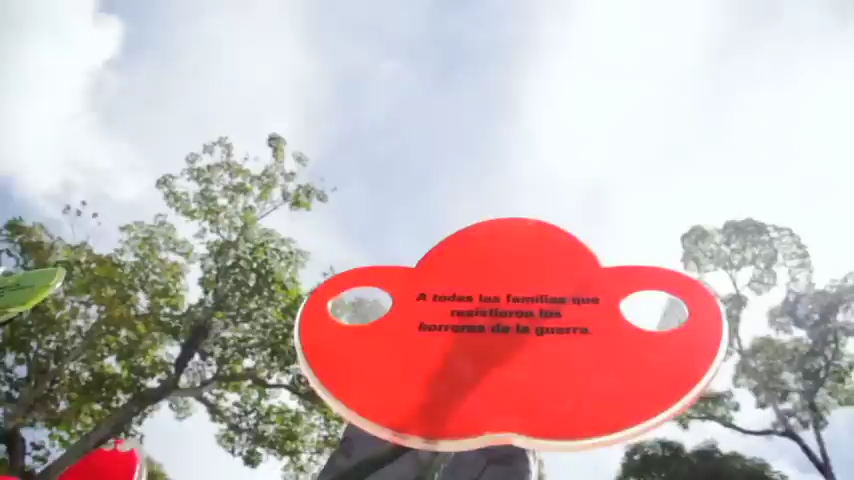 A todas las familias que
resistieron los
horrores de la guerra.